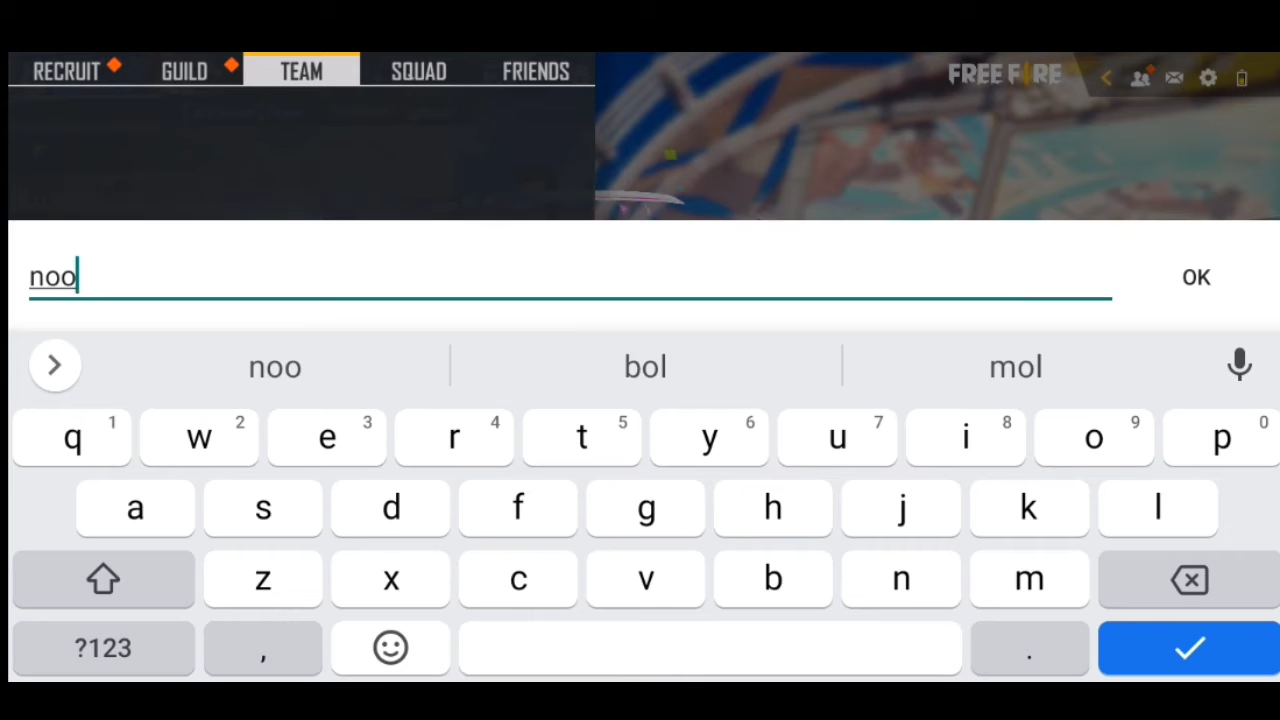 RECRUIT GUILD TEAM SQUAD FRIENDS FREE FIRE
noo OK
noo bol mol
q 1 w 2 e 3 r 4 t 5 y 6 u 7 i 8 o 9 p 0
a s d f g h j k l
z x c v b n m
?123 , .